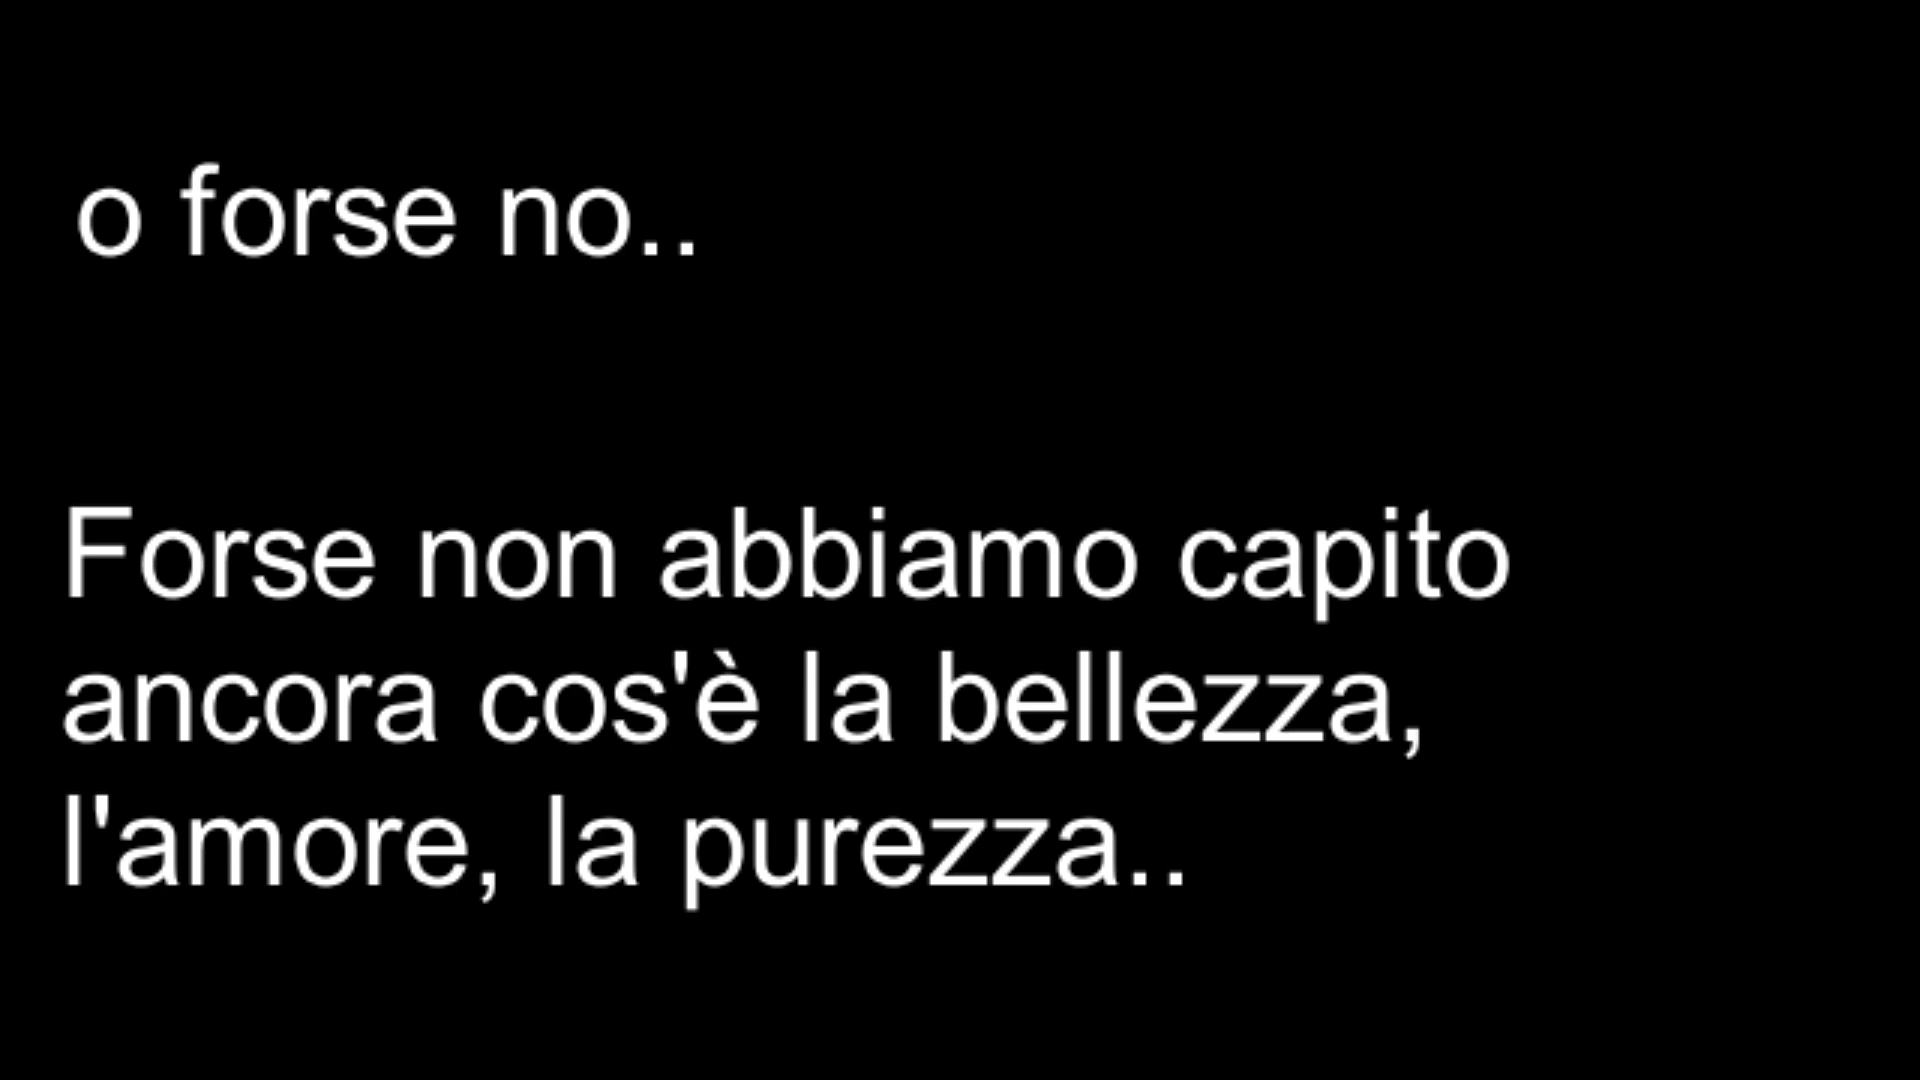 o forse no..
Forse non abbiamo capito
ancora cos'è la bellezza,
l'amore, la purezza..